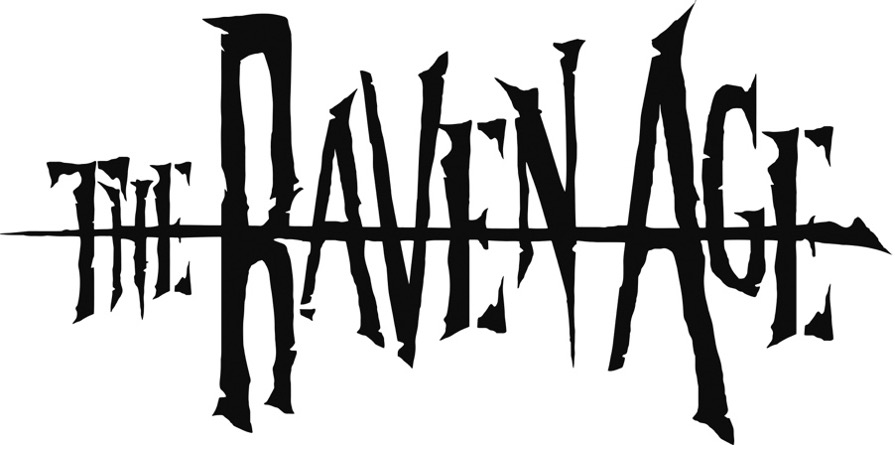 THE RAVEN AGE